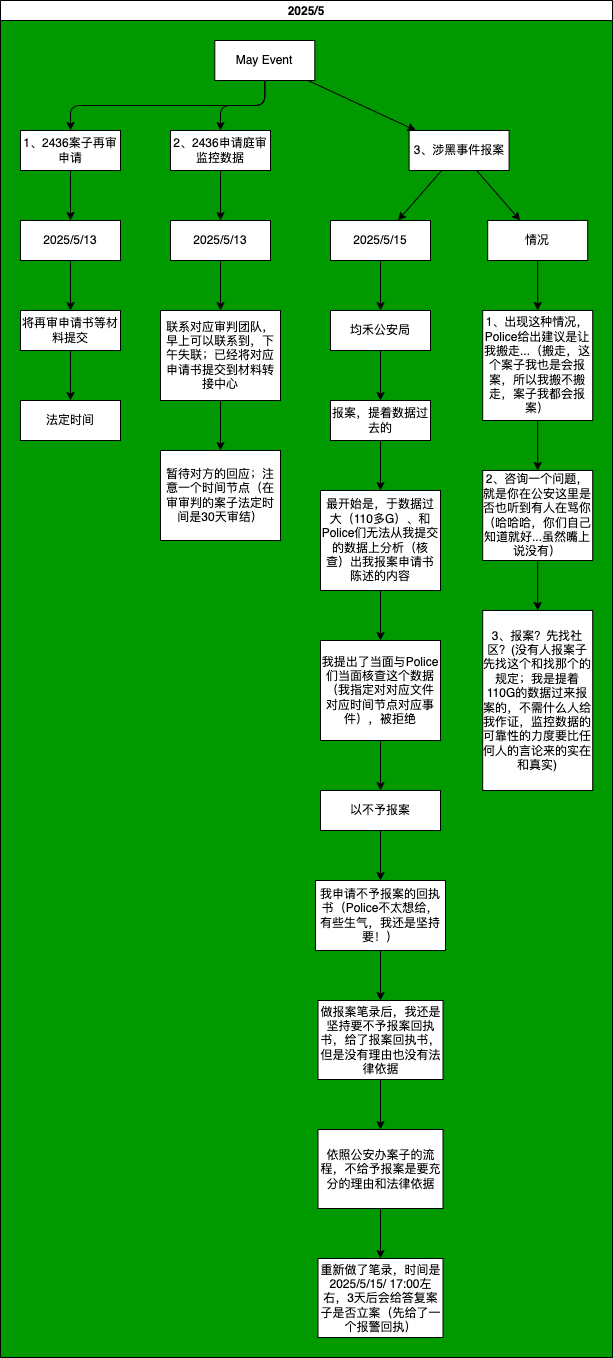 2025/5
May Event
1、2436案子再审
申请
2025/5/13
将再审申请书等材
料提交
法定时间
2、2436申请庭审
监控数据
2025/5/13
联系对应审判团队，
早上可以联系到，下
午失联；已经将对应
申请书提交到材料转
接中心
暂待对方的回应；注
意一个时间节点（在
审审判的案子法定时
间是30天审结）
3、涉黑事件报案
2025/5/15
均禾公安局
报案，提着数据过
去的
最开始是，于数据过
大（110多G）、和
Police们无法从我提交
的数据上分析（核
查）出我报案申请书
陈述的内容
我提出了当面与Police
们当面核查这个数据
（我指定对对应文件
对应时间节点对应事
件），被拒绝
以不予报案
我申请不予报案的回执
书（Police不太想给，
有些生气，我还是坚持
要！）
做报案笔录后，我还是
坚持要不予报案回执
书，给了报案回执书，
但是没有理由也没有法
律依据
依照公安办案子的流
程，不给予报案是要充
分的理由和法律依据
重新做了笔录，时间是
2025/5/15/ 17:00左
右，3天后会给答复案
子是否立案（先给了一
个报警回执）
情况
1、出现这种情况，
Police给出建议是让
我搬走...（搬走，这
个案子我也是会报
案，所以我搬不搬
走，案子我都会报
案）
2、咨询一个问题，
就是你在公安这里是
否也听到有人在骂你
（哈哈哈，你们自己
知道就好...虽然嘴上
说没有）
3、报案？先找社
区？(没有人报案子
先找这个和找那个的
规定；我是提着
110G的数据过来报
案的，不需什么人给
我作证，监控数据的
可靠性的力度要比任
何人的言论来的实在
和真实)